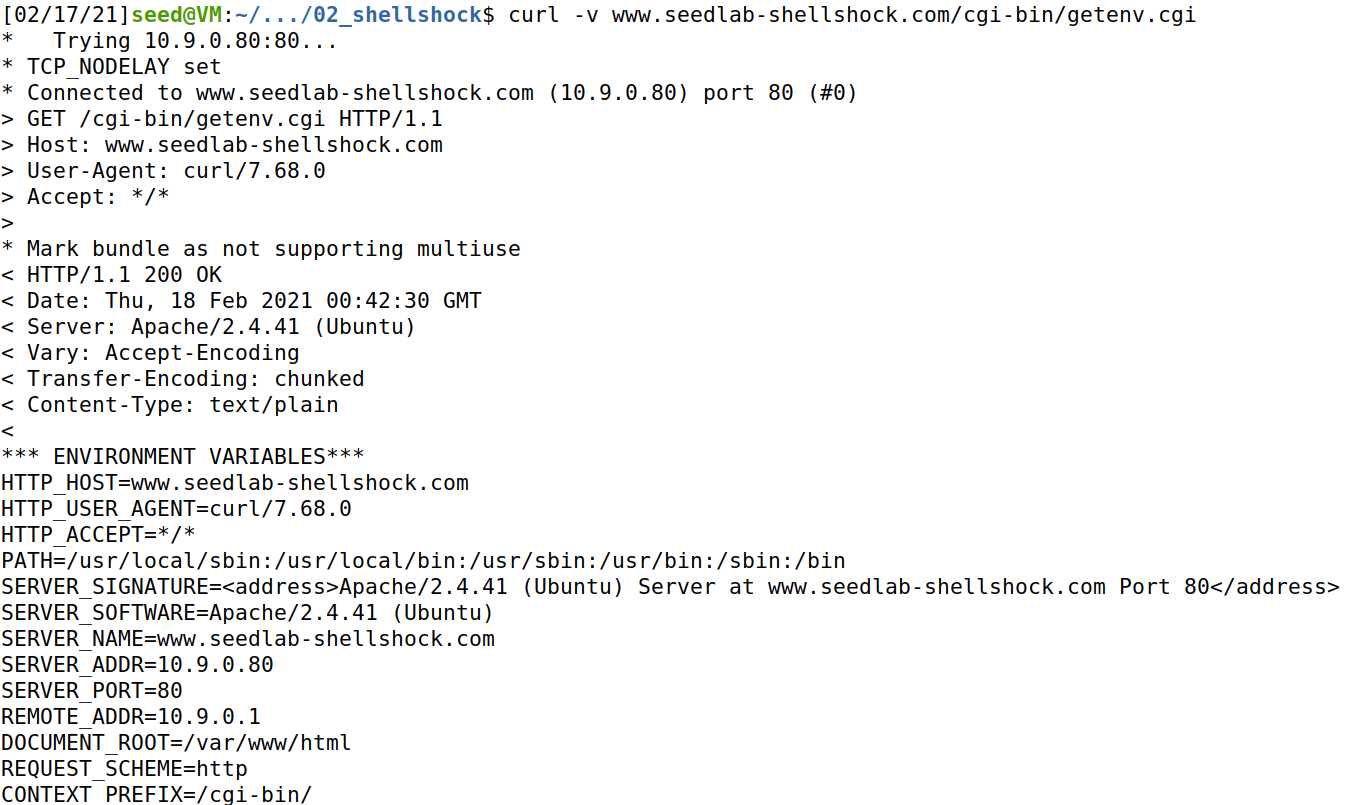 [02/17/21]seed@VM:~/.../02_shellshock$ curl -v www.seedlab-shellshock.com/cgi-bin/getenv.cgi
*   Trying 10.9.0.80:80...
* TCP_NODELAY set
* Connected to www.seedlab-shellshock.com (10.9.0.80) port 80 (#0)
> GET /cgi-bin/getenv.cgi HTTP/1.1
> Host: www.seedlab-shellshock.com
> User-Agent: curl/7.68.0
> Accept: */*
>
* Mark bundle as not supporting multiuse
< HTTP/1.1 200 OK
< Date: Thu, 18 Feb 2021 00:42:30 GMT
< Server: Apache/2.4.41 (Ubuntu)
< Vary: Accept-Encoding
< Transfer-Encoding: chunked
< Content-Type: text/plain
<
*** ENVIRONMENT VARIABLES***
HTTP_HOST=www.seedlab-shellshock.com
HTTP_USER_AGENT=curl/7.68.0
HTTP_ACCEPT=*/*
PATH=/usr/local/sbin:/usr/local/bin:/usr/sbin:/usr/bin:/sbin:/bin
SERVER_SIGNATURE=<address>Apache/2.4.41 (Ubuntu) Server at www.seedlab-shellshock.com Port 80</address>
SERVER_SOFTWARE=Apache/2.4.41 (Ubuntu)
SERVER_NAME=www.seedlab-shellshock.com
SERVER_ADDR=10.9.0.80
SERVER_PORT=80
REMOTE_ADDR=10.9.0.1
DOCUMENT_ROOT=/var/www/html
REQUEST_SCHEME=http
CONTEXT_PREFIX=/cgi-bin/